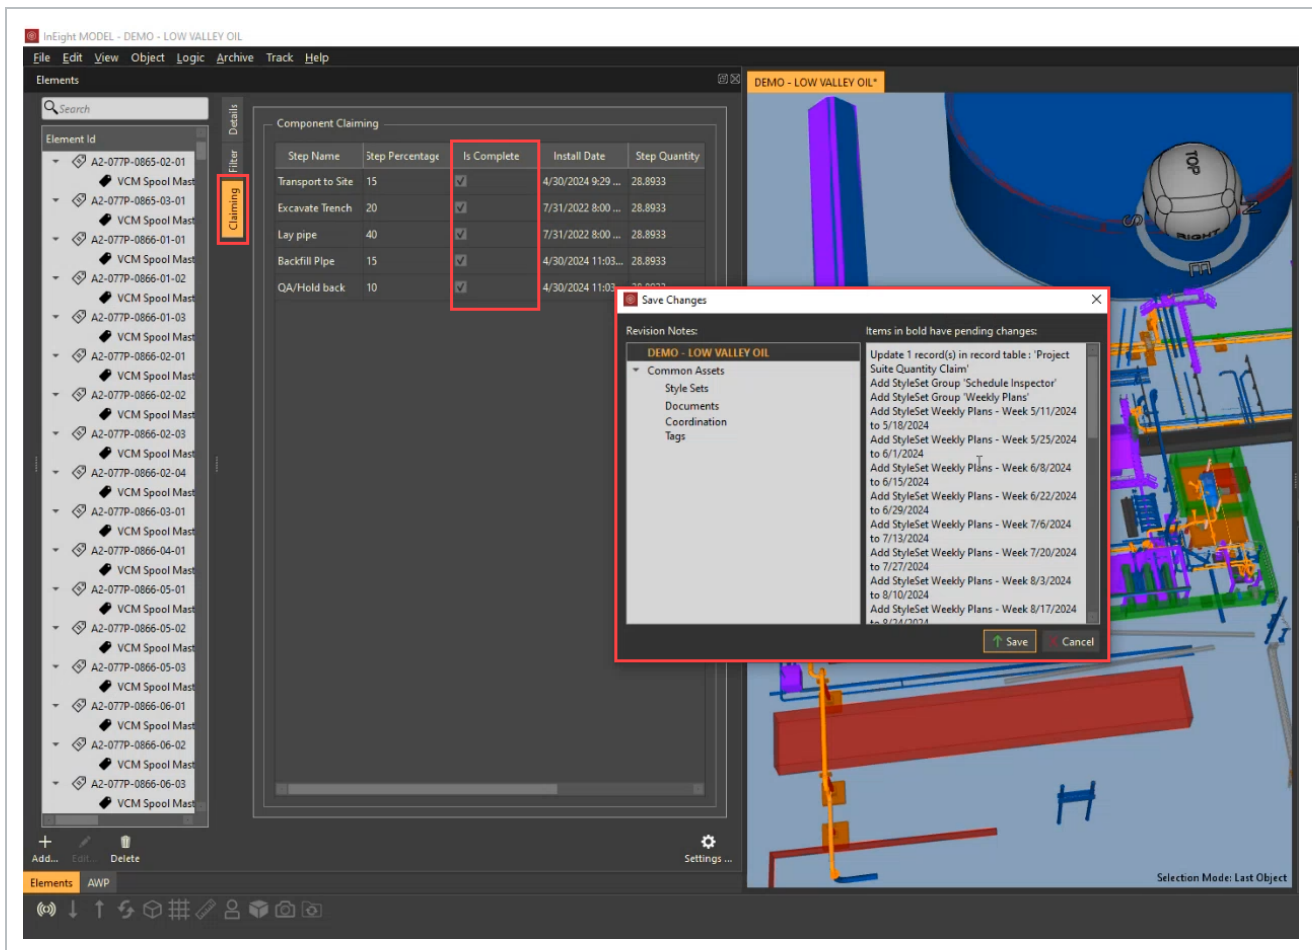 InEight MODEL - DEMO - LOW VALLEY OIL
File Edit View Object Logic Archive Track Help
Elements
DEMO - LOW VALLEY OIL*
Search
Element Id
A2-077P-0865-02-01
VCM Spool Mast
A2-077P-0865-03-01
VCM Spool Mast
A2-077P-0866-01-01
VCM Spool Mast
A2-077P-0866-01-02
VCM Spool Mast
A2-077P-0866-01-03
VCM Spool Mast
A2-077P-0866-02-01
VCM Spool Mast
A2-077P-0866-02-02
VCM Spool Mast
A2-077P-0866-02-03
VCM Spool Mast
A2-077P-0866-02-04
VCM Spool Mast
A2-077P-0866-03-01
VCM Spool Mast
A2-077P-0866-04-01
VCM Spool Mast
A2-077P-0866-05-01
VCM Spool Mast
A2-077P-0866-05-02
VCM Spool Mast
A2-077P-0866-05-03
VCM Spool Mast
A2-077P-0866-06-01
VCM Spool Mast
A2-077P-0866-06-02
VCM Spool Mast
A2-077P-0866-06-03
VCM Spool Mast
Details
Filter
Claiming
Component Claiming
Step Name Step Percentage Is Complete Install Date Step Quantity
Transport to Site 15 4/30/2024 9:29 ... 28.8933
Excavate Trench 20 7/31/2022 8:00 ... 28.8933
Lay pipe 40 7/31/2022 8:00 ... 28.8933
Backfill PIpe 15 4/30/2024 11:03... 28.8933
QA/Hold back 10 4/30/2024 11:03... 28.8933
Save Changes
Revision Notes:
DEMO - LOW VALLEY OIL
Common Assets
Style Sets
Documents
Coordination
Tags
Items in bold have pending changes:
Update 1 record(s) in record table : 'Project
Suite Quantity Claim'
Add StyleSet Group 'Schedule Inspector'
Add StyleSet Group 'Weekly Plans'
Add StyleSet Weekly Plans - Week 5/11/2024
to 5/18/2024
Add StyleSet Weekly Plans - Week 5/25/2024
to 6/1/2024
Add StyleSet Weekly Plans - Week 6/8/2024
to 6/15/2024
Add StyleSet Weekly Plans - Week 6/22/2024
to 6/29/2024
Add StyleSet Weekly Plans - Week 7/6/2024
to 7/13/2024
Add StyleSet Weekly Plans - Week 7/20/2024
to 7/27/2024
Add StyleSet Weekly Plans - Week 8/3/2024
to 8/10/2024
Add StyleSet Weekly Plans - Week 8/17/2024
to 8/24/2024
Save Cancel
TOP
RIGHT
S
N
E
Add... Edit... Delete
Settings ...
Elements AWP
Selection Mode: Last Object